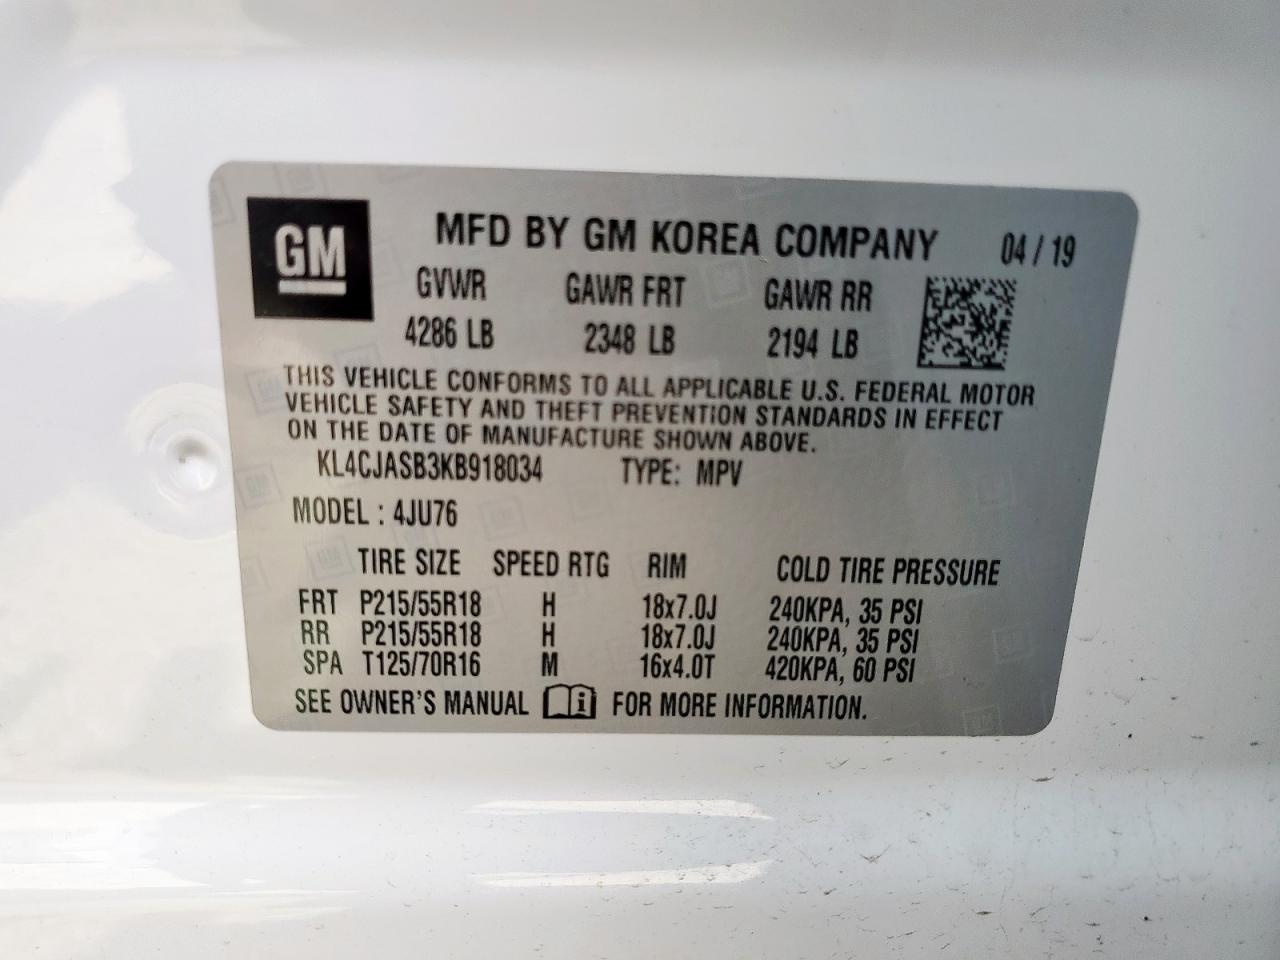 GM
MFD BY GM KOREA COMPANY 04 / 19
GVWR GAWR FRT GAWR RR
4286 LB 2348 LB 2194 LB
THIS VEHICLE CONFORMS TO ALL APPLICABLE U.S. FEDERAL MOTOR
VEHICLE SAFETY AND THEFT PREVENTION STANDARDS IN EFFECT
ON THE DATE OF MANUFACTURE SHOWN ABOVE.
KL4CJASB3KB918034 TYPE: MPV
MODEL : 4JU76
TIRE SIZE SPEED RTG RIM COLD TIRE PRESSURE
FRT P215/55R18 H 18x7.0J 240KPA, 35 PSI
RR P215/55R18 H 18x7.0J 240KPA, 35 PSI
SPA T125/70R16 M 16x4.0T 420KPA, 60 PSI
SEE OWNER'S MANUAL i FOR MORE INFORMATION.